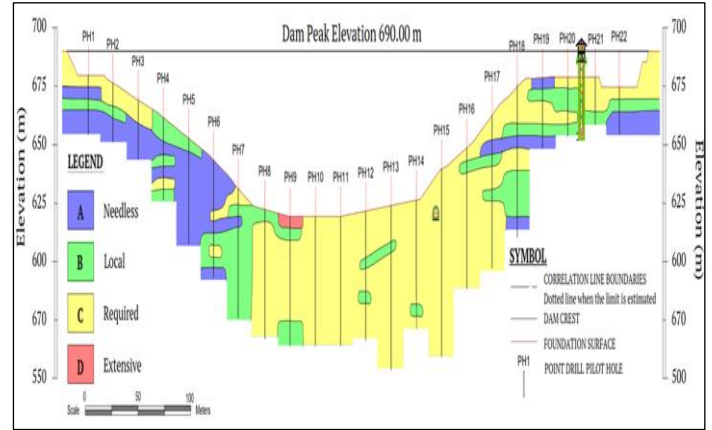 Dam Peak Elevation 690.00 m
700
675
650
625
600
670
550
Elevation (m)
700
675
650
625
600
670
500
Elevation (m)
PH1
PH2
PH3
PH4
PH5
PH6
PH7
PH8
PH9
PH10
PH11
PH12
PH13
PH14
PH15
PH16
PH17
PH18
PH19
PH20
PH21
PH22
LEGEND
A Needless
B Local
C Required
D Extensive
0 50 100
Scale Meters
SYMBOL
CORRELATION LINE BOUNDARIES
Dotted line when the limit is estimated
DAM CREST
FOUNDATION SURFACE
PH1
POINT DRILL PILOT HOLE